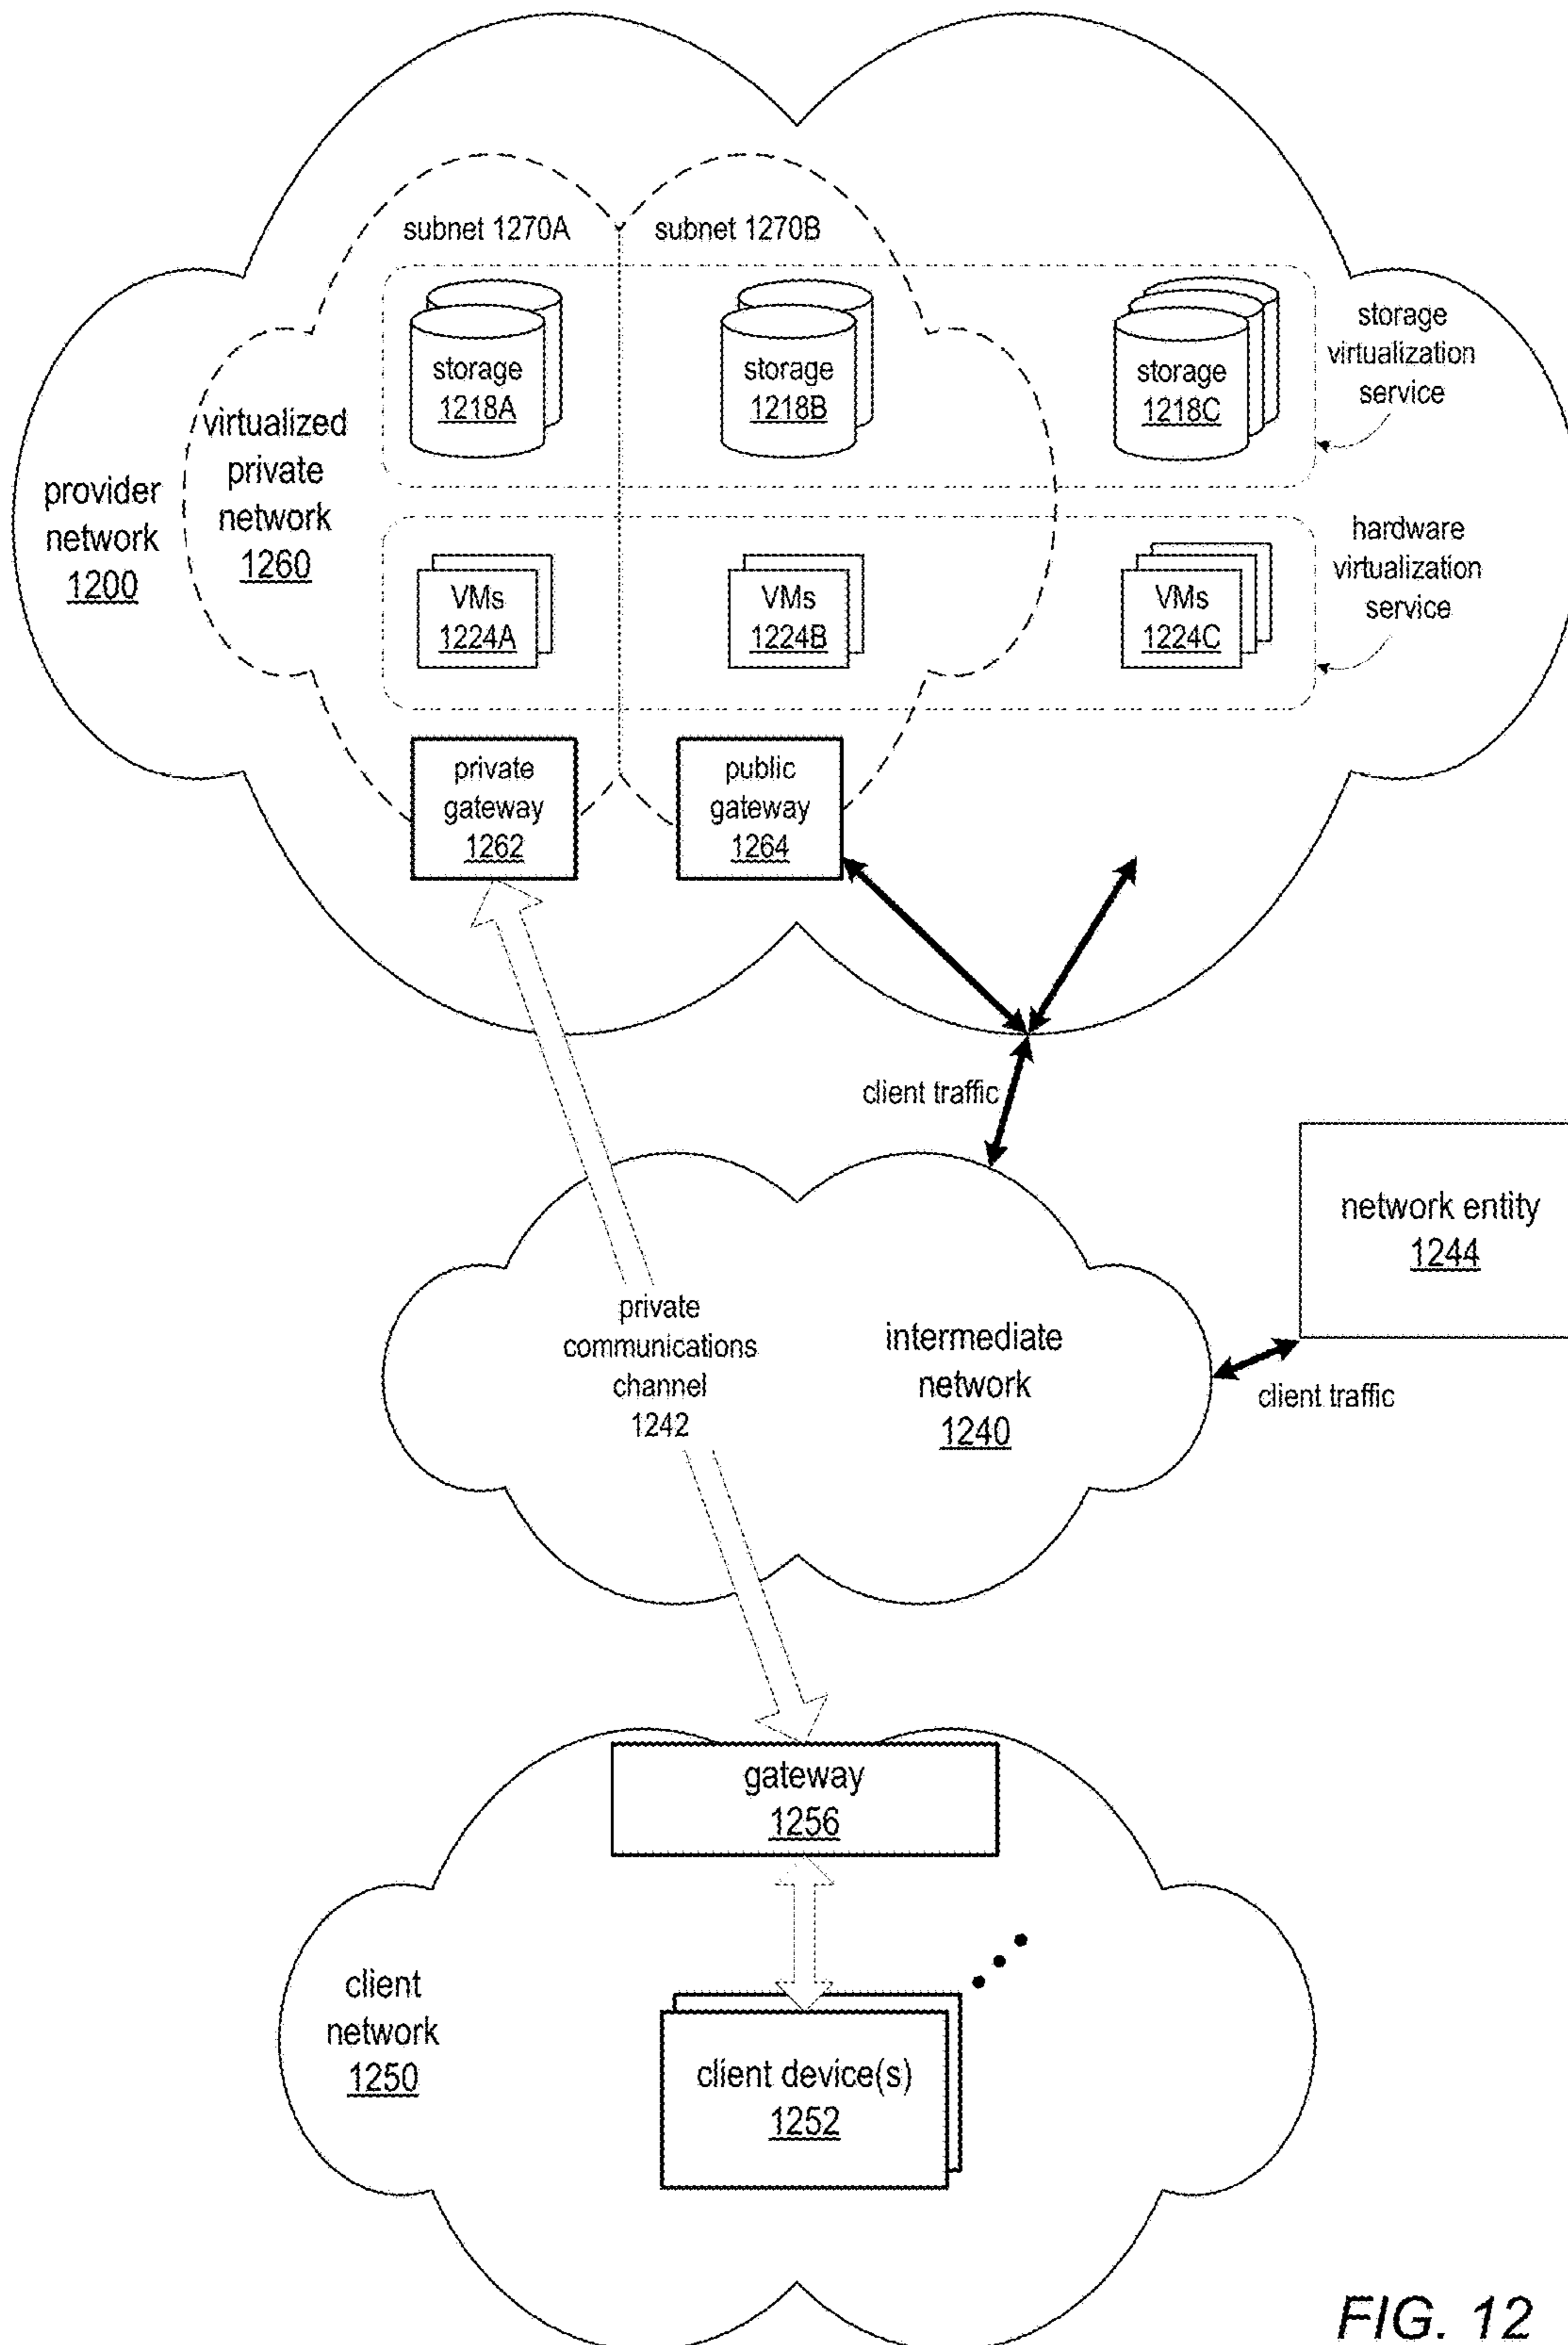 subnet 1270A
subnet 1270B
storage
1218A
storage
1218B
storage
1218C
storage
virtualization
service
virtualized
private
network
1260
provider
network
1200
VMs
1224A
VMs
1224B
VMs
1224C
hardware
virtualization
service
private
gateway
1262
public
gateway
1264
client traffic
network entity
1244
client traffic
private
communications
channel
1242
intermediate
network
1240
gateway
1256
client
network
1250
client device(s)
1252
FIG. 12